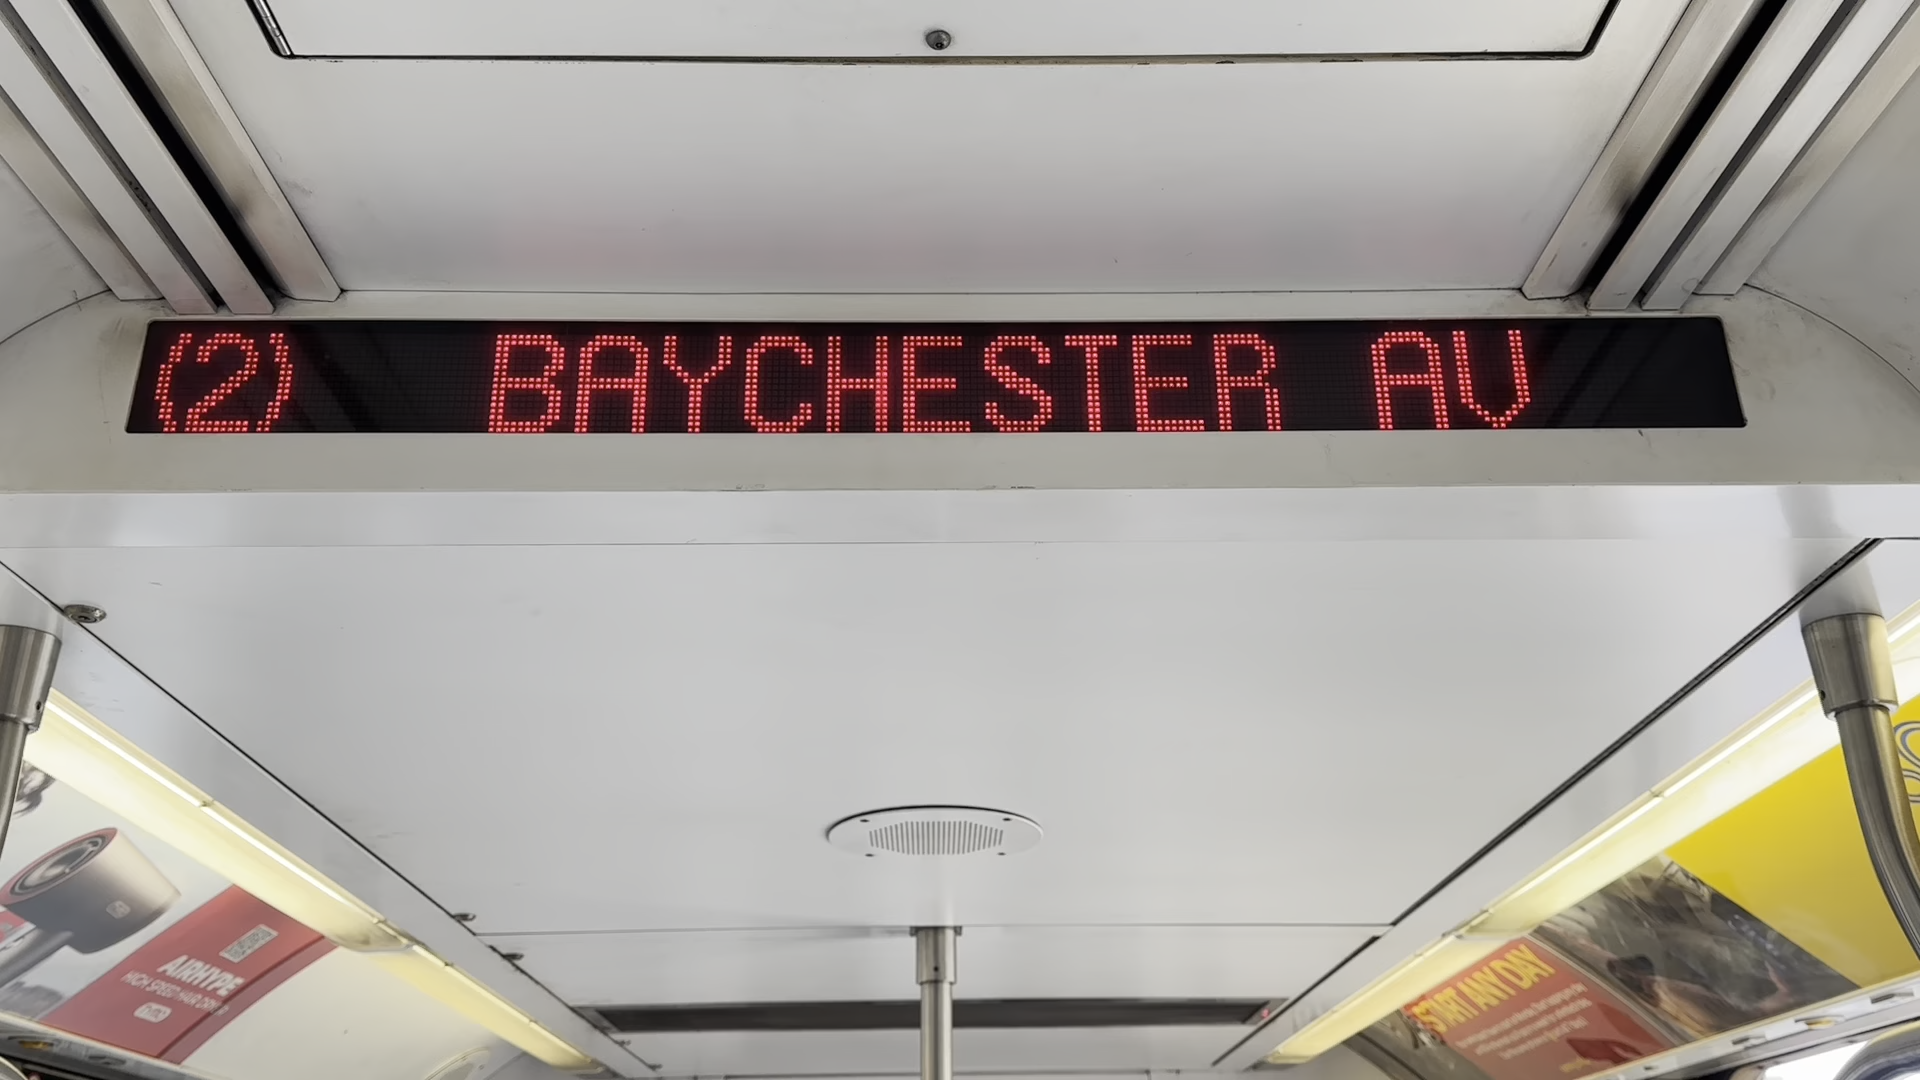 (2) BAYCHESTER AV
AIRHYPE
HIGH SPEED HAIR DRYER
START ANY DAY